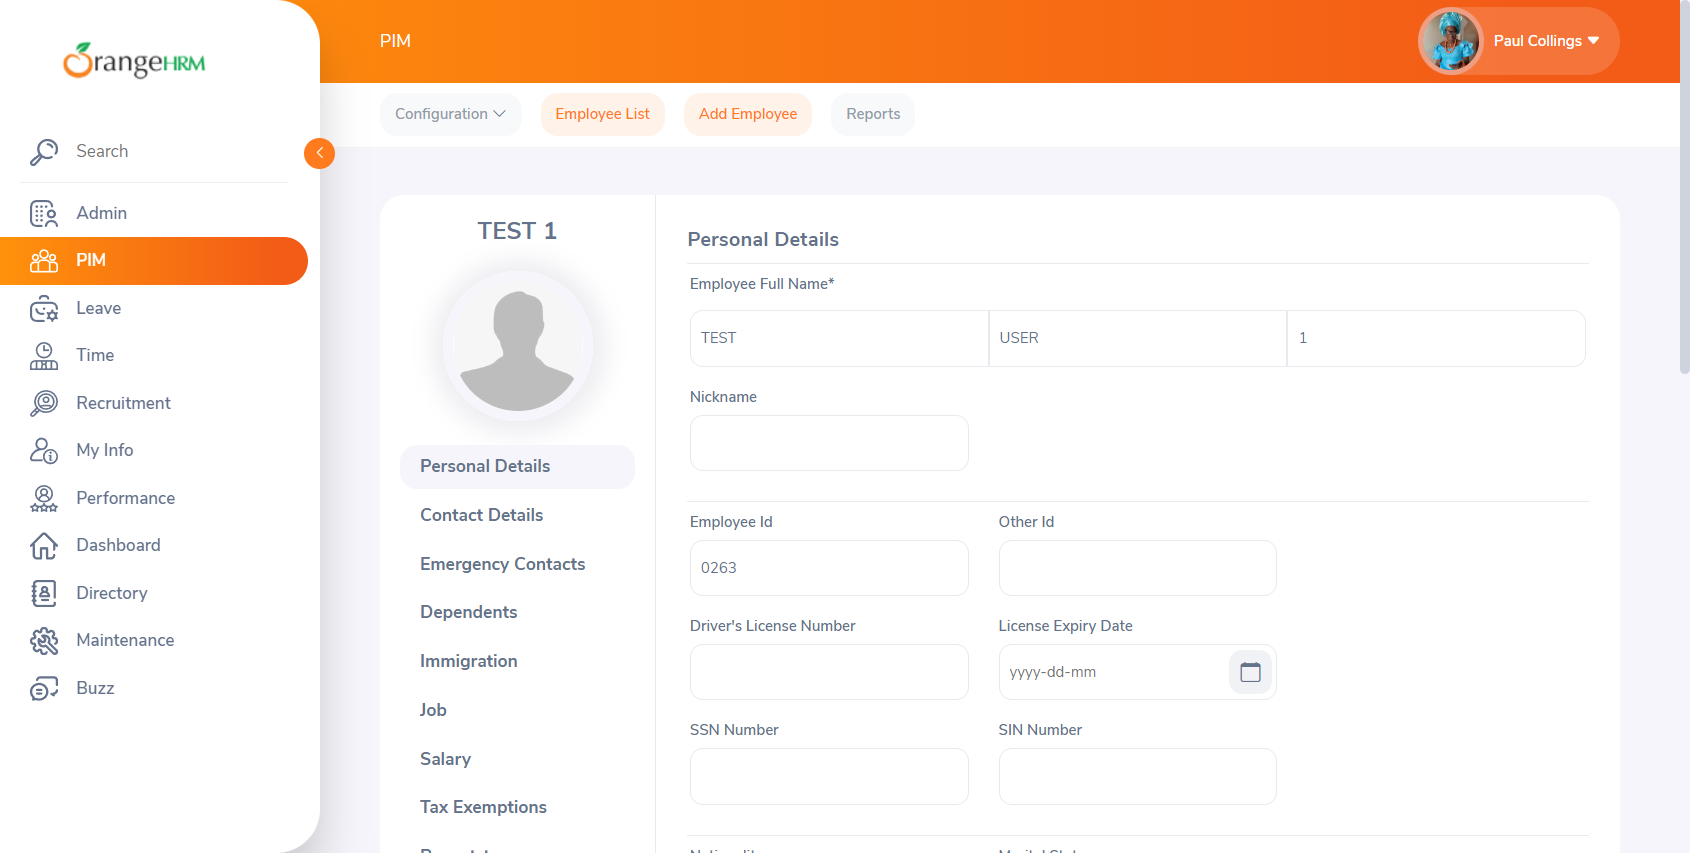 OrangeHRM
Search
Admin
PIM
Leave
Time
Recruitment
My Info
Performance
Dashboard
Directory
Maintenance
Buzz
PIM
Paul Collings
Configuration
Employee List
Add Employee
Reports
TEST 1
Personal Details
Contact Details
Emergency Contacts
Dependents
Immigration
Job
Salary
Tax Exemptions
Personal Details
Employee Full Name*
TEST USER 1
Nickname
Employee Id Other Id
0263
Driver's License Number License Expiry Date
yyyy-dd-mm
SSN Number SIN Number